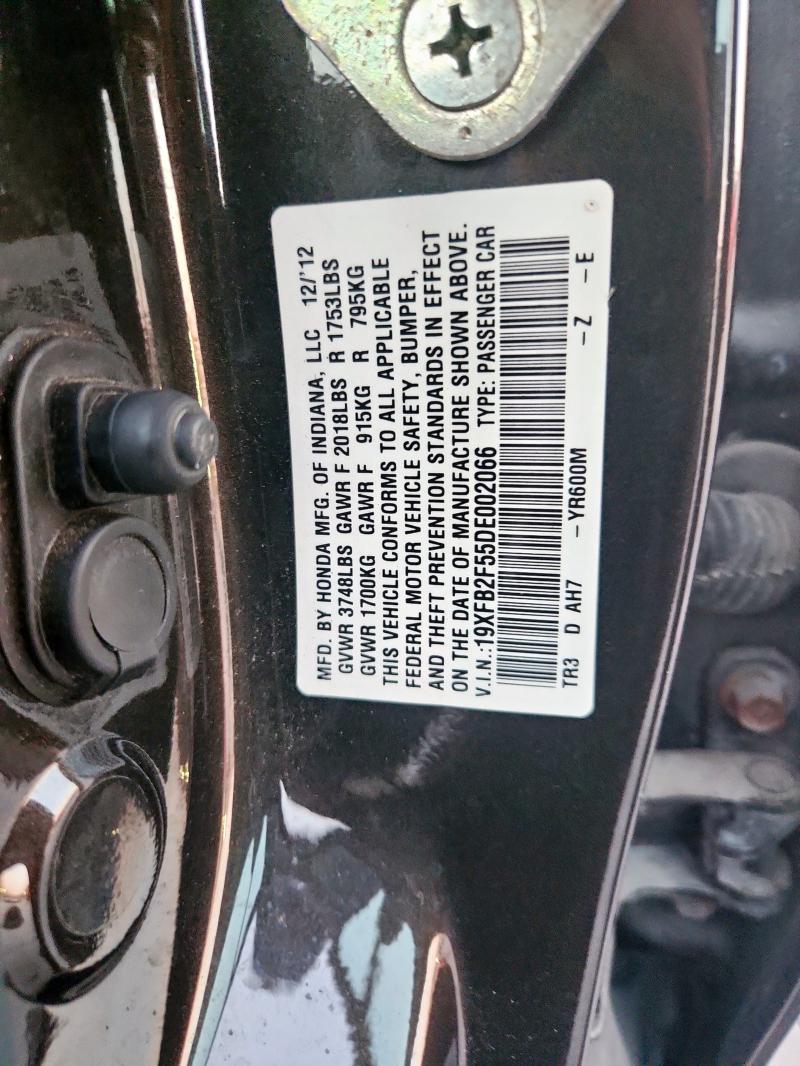 MFD. BY HONDA MFG. OF INDIANA, LLC 12/'12
GVWR 3748LBS GAWR F 2018LBS R 1753LBS
GVWR 1700KG GAWR F 915KG R 795KG
THIS VEHICLE CONFORMS TO ALL APPLICABLE
FEDERAL MOTOR VEHICLE SAFETY, BUMPER,
AND THEFT PREVENTION STANDARDS IN EFFECT
ON THE DATE OF MANUFACTURE SHOWN ABOVE.
V.I.N.:19XFB2F55DE002066 TYPE: PASSENGER CAR
TR3 D AH7 -YR600M -Z -E